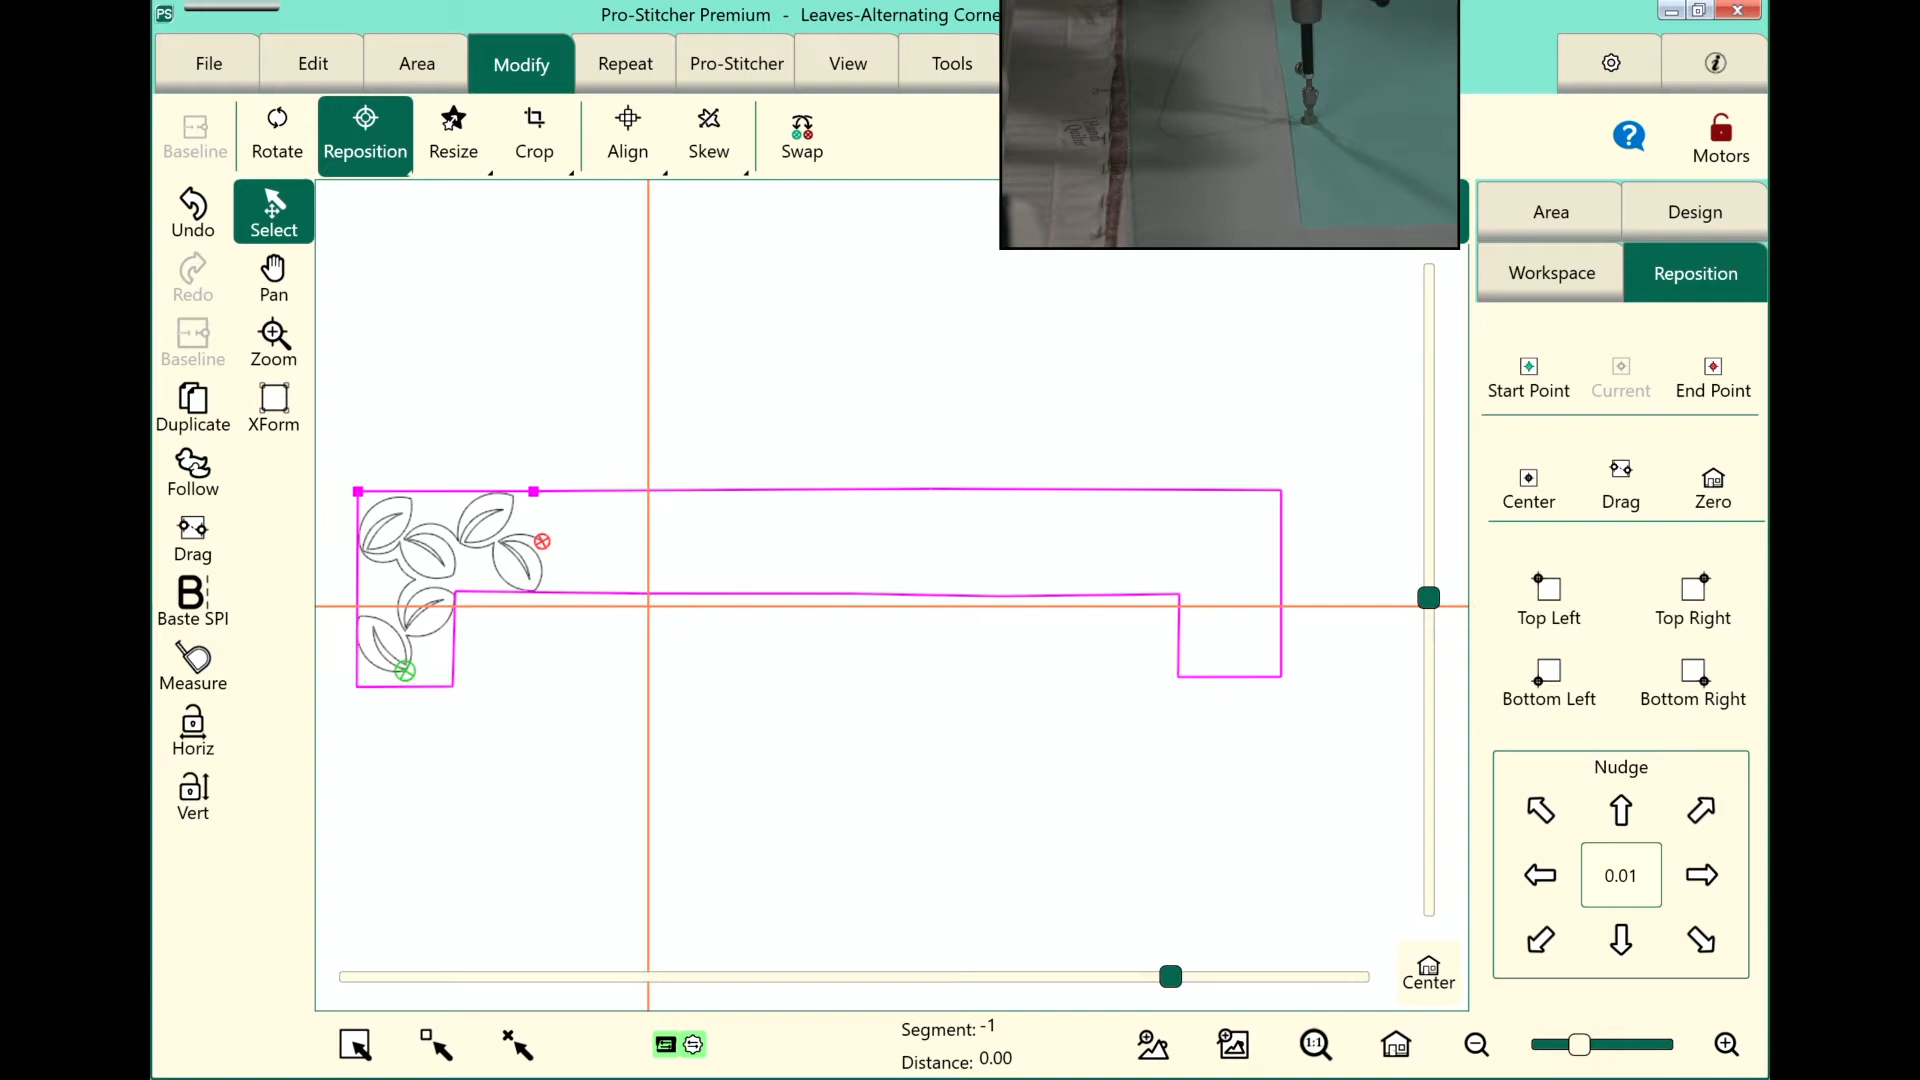 PS
Pro-Stitcher Premium - Leaves-Alternating Corne
File Edit Area Modify Repeat Pro-Stitcher View Tools
Baseline Rotate Reposition Resize Crop Align Skew Swap
Motors
Undo Select
Redo Pan
Baseline Zoom
Duplicate XForm
Follow
Drag
B
Baste SPI
Measure
Horiz
Vert
Area Design
Workspace Reposition
Start Point Current End Point
Center Drag Zero
Top Left Top Right
Bottom Left Bottom Right
Nudge
0.01
Center
Segment: -1
Distance: 0.00
1:1